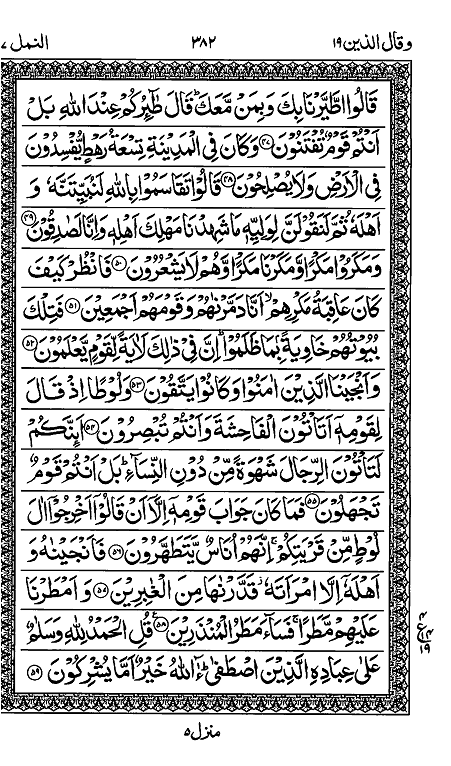 وقال الذين ١٩ ٣٨٢ النمل ٢٧
قَالُوا اطَّيَّرْنَا بِكَ وَبِمَنْ مَّعَكَ ؕ قَالَ طٰٓئِرُكُمْ عِنْدَ اللّٰهِ بَلْ
اَنْتُمْ قَوْمٌ تُفْتَنُوْنَ ﴿٤٧﴾ وَكَانَ فِى الْمَدِيْنَةِ تِسْعَةُ رَهْطٍ يُّفْسِدُوْنَ
فِى الْاَرْضِ وَلَا يُصْلِحُوْنَ ﴿٤٨﴾ قَالُوْا تَقَاسَمُوْا بِاللّٰهِ لَنُبَيِّتَنَّهٗ وَ
اَهْلَهٗ ثُمَّ لَنَقُوْلَنَّ لِوَلِيِّهٖ مَا شَهِدْنَا مَهْلِكَ اَهْلِهٖ وَاِنَّا لَصٰدِقُوْنَ ﴿٤٩﴾
وَمَكَرُوْا مَكْرًا وَّمَكَرْنَا مَكْرًا وَّهُمْ لَا يَشْعُرُوْنَ ﴿٥٠﴾ فَانْظُرْ كَيْفَ
كَانَ عَاقِبَةُ مَكْرِهِمْ ۙ اَنَّا دَمَّرْنٰهُمْ وَقَوْمَهُمْ اَجْمَعِيْنَ ﴿٥١﴾ فَتِلْكَ
بُيُوْتُهُمْ خَاوِيَةًۢ بِمَا ظَلَمُوْا ؕ اِنَّ فِىْ ذٰلِكَ لَاٰيَةً لِّقَوْمٍ يَّعْلَمُوْنَ ﴿٥٢﴾
وَاَنْجَيْنَا الَّذِيْنَ اٰمَنُوْا وَكَانُوْا يَتَّقُوْنَ ﴿٥٣﴾ وَلُوْطًا اِذْ قَالَ
لِقَوْمِهٖٓ اَتَاْتُوْنَ الْفَاحِشَةَ وَاَنْتُمْ تُبْصِرُوْنَ ﴿٥٤﴾ اَئِنَّكُمْ
لَتَاْتُوْنَ الرِّجَالَ شَهْوَةً مِّنْ دُوْنِ النِّسَآءِ ؕ بَلْ اَنْتُمْ قَوْمٌ
تَجْهَلُوْنَ ﴿٥٥﴾ فَمَا كَانَ جَوَابَ قَوْمِهٖٓ اِلَّآ اَنْ قَالُوْٓا اَخْرِجُوْٓا اٰلَ
لُوْطٍ مِّنْ قَرْيَتِكُمْ ۚ اِنَّهُمْ اُنَاسٌ يَّتَطَهَّرُوْنَ ﴿٥٦﴾ فَاَنْجَيْنٰهُ وَ
اَهْلَهٗٓ اِلَّا امْرَاَتَهٗ ؗ قَدَّرْنٰهَا مِنَ الْغٰبِرِيْنَ ﴿٥٧﴾ وَ اَمْطَرْنَا
عَلَيْهِمْ مَّطَرًا ۚ فَسَآءَ مَطَرُ الْمُنْذَرِيْنَ ﴿٥٨﴾ قُلِ الْحَمْدُ لِلّٰهِ وَسَلٰمٌ
عَلٰى عِبَادِهِ الَّذِيْنَ اصْطَفٰى ؕ ءٰٓاللّٰهُ خَيْرٌ اَمَّا يُشْرِكُوْنَ ﴿٥٩﴾
٤
ع
١٤
١٩
منزل ٥